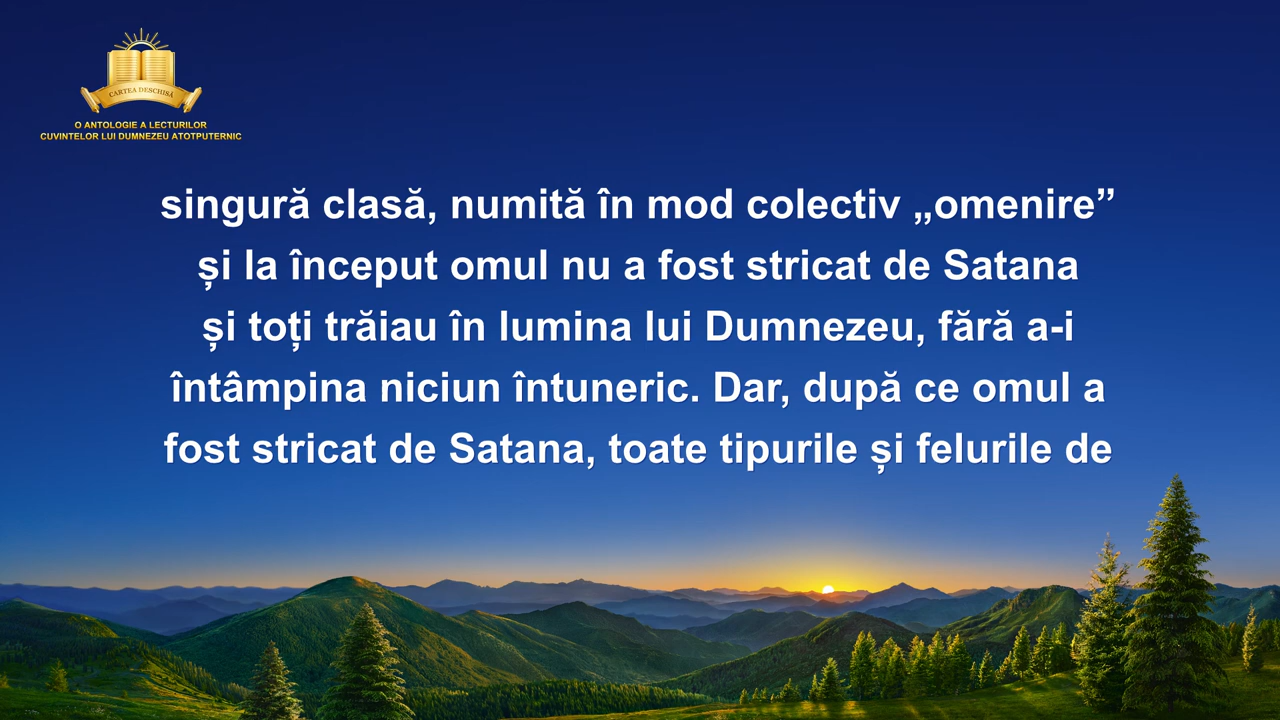 CARTEA DESCHISĂ
O ANTOLOGIE A LECTURILOR
CUVINTELOR LUI DUMNEZEU ATOTPUTERNIC
singură clasă, numită în mod colectiv „omenire”
și la început omul nu a fost stricat de Satana
și toți trăiau în lumina lui Dumnezeu, fără a-i
întâmpina niciun întuneric. Dar, după ce omul a
fost stricat de Satana, toate tipurile și felurile de